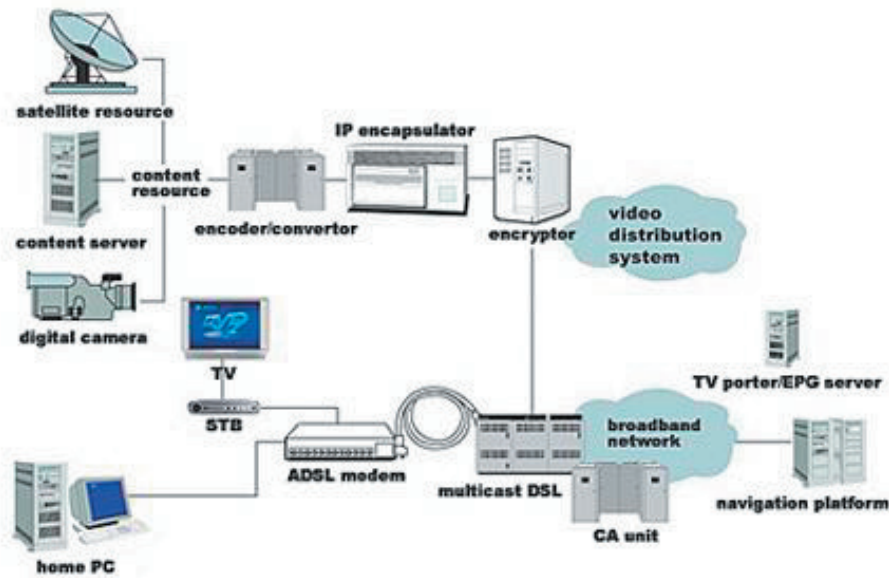 satellite resource
content
resource
content server
digital camera
encoder/convertor
IP encapsulator
encryptor
video
distribution
system
TV
STB
ADSL modem
home PC
multicast DSL
broadband
network
CA unit
TV porter/EPG server
navigation platform